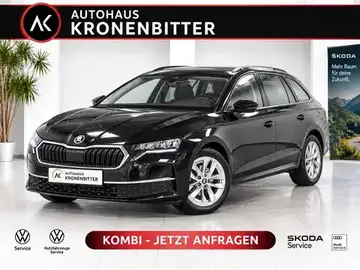 AUTOHAUS
KRONENBITTER
SKODA
Mehr Raum
für deine
Zukunft.
AUTOHAUS
KRONENBITTER
KOMBI - JETZT ANFRAGEN
Service
Nutzfahrzeuge
Service
ŠKODA
Service
Audi
Service